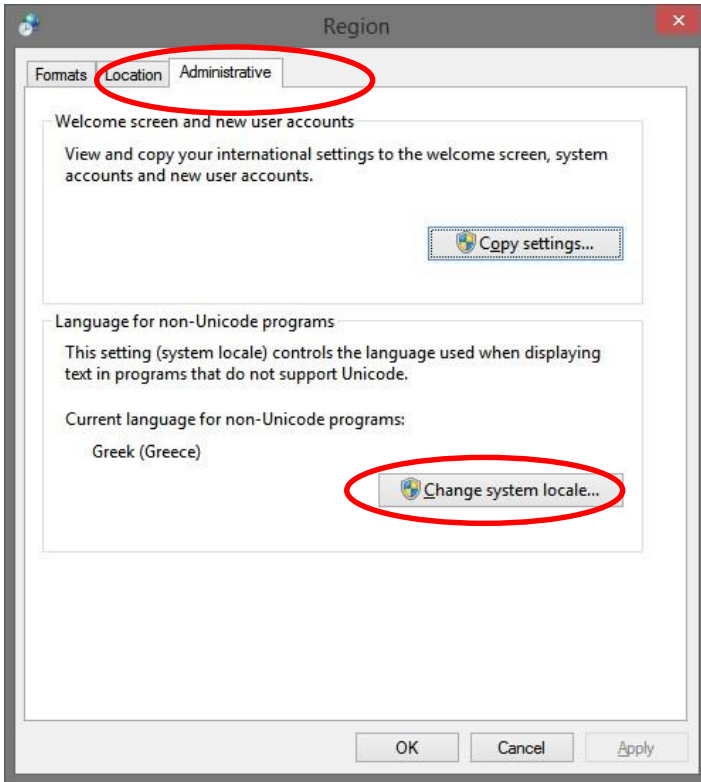 Region
Formats Location Administrative
Welcome screen and new user accounts
View and copy your international settings to the welcome screen, system
accounts and new user accounts.
Copy settings...
Language for non-Unicode programs
This setting (system locale) controls the language used when displaying
text in programs that do not support Unicode.
Current language for non-Unicode programs:
Greek (Greece)
Change system locale...
OK Cancel Apply